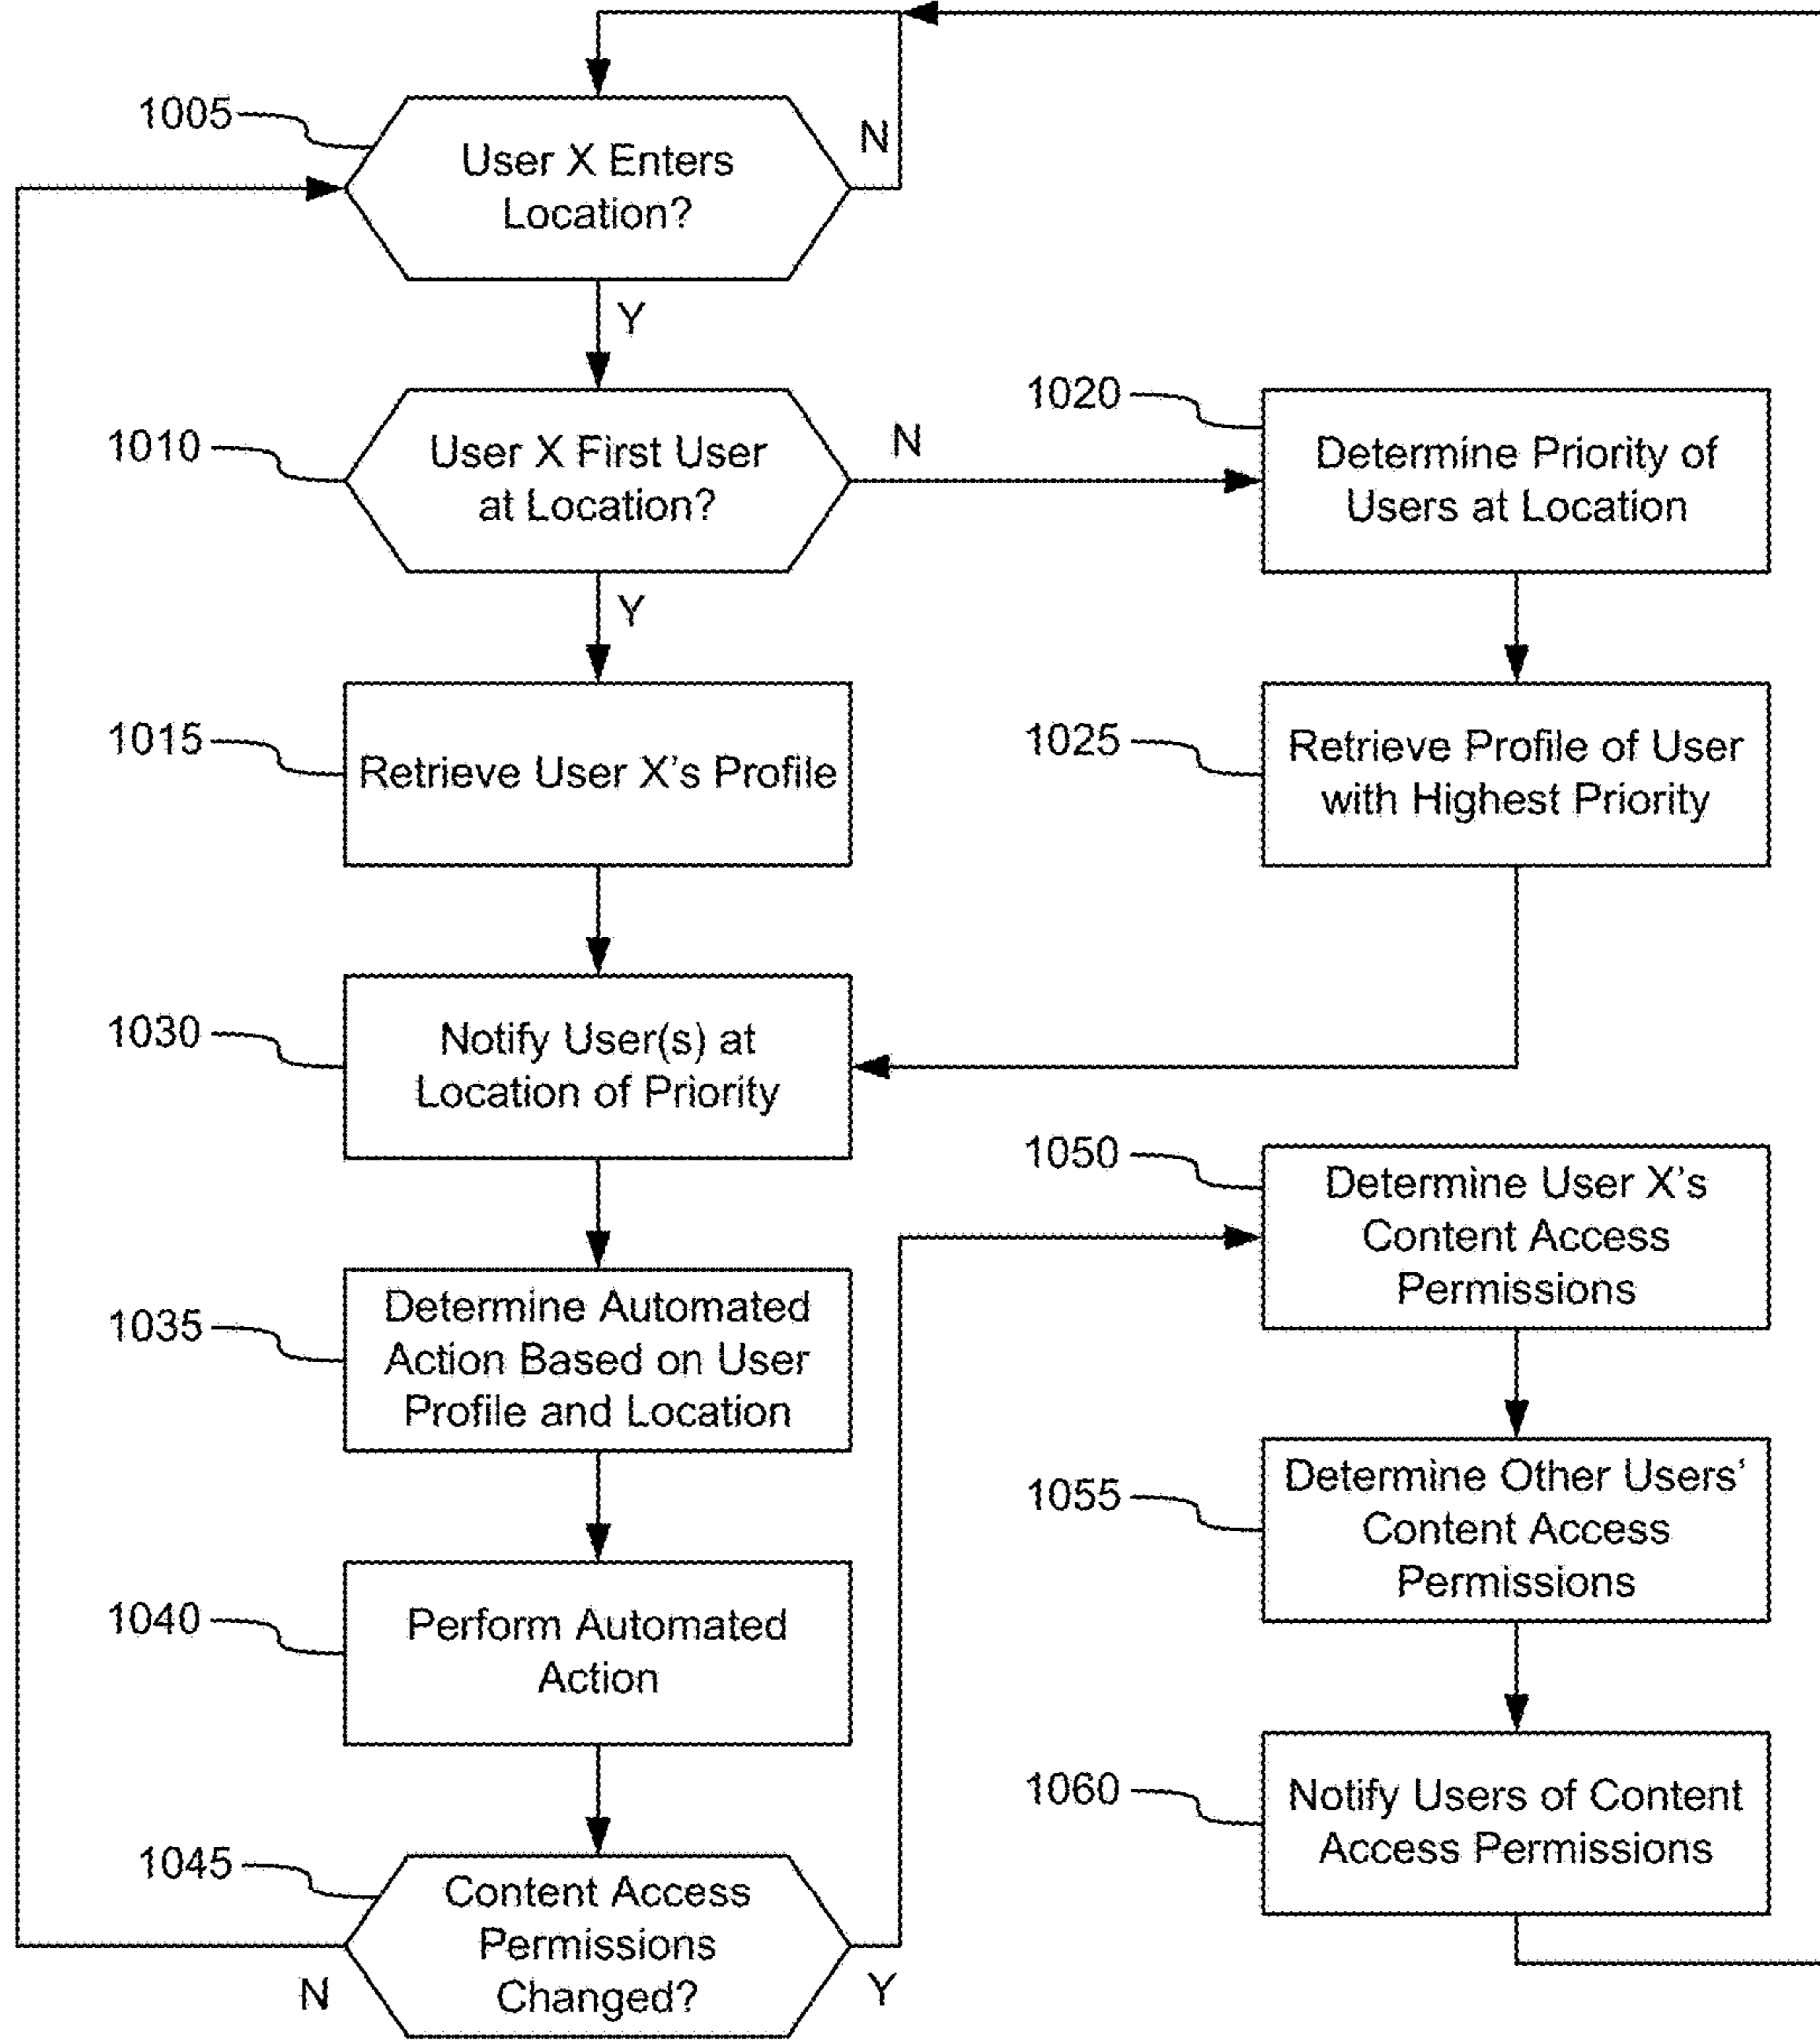 1005
User X Enters
Location?
N
Y
1010
User X First User
at Location?
N
Y
1020
Determine Priority of
Users at Location
1015
Retrieve User X's Profile
1025
Retrieve Profile of User
with Highest Priority
1030
Notify User(s) at
Location of Priority
1035
Determine Automated
Action Based on User
Profile and Location
1040
Perform Automated
Action
1045
Content Access
Permissions
Changed?
N
Y
1050
Determine User X's
Content Access
Permissions
1055
Determine Other Users‘
Content Access
Permissions
1060
Notify Users of Content
Access Permissions